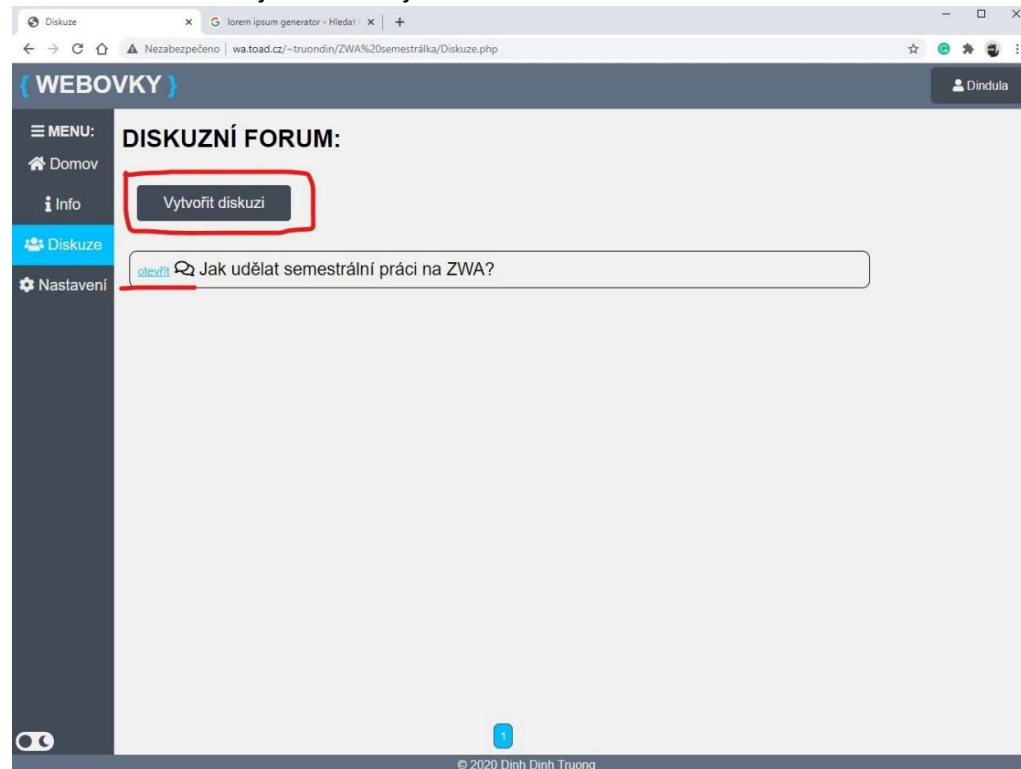 Diskuze
lorem ipsum generator - Hledat
Nezabezpečeno | wa.toad.cz/~truondin/ZWA%20semestrálka/Diskuze.php
{ WEBOVKY }
Dindula
MENU:
Domov
Info
Diskuze
Nastavení
DISKUZNÍ FORUM:
Vytvořit diskuzi
otevřít Jak udělat semestrální práci na ZWA?
1
© 2020 Dinh Dinh Truong